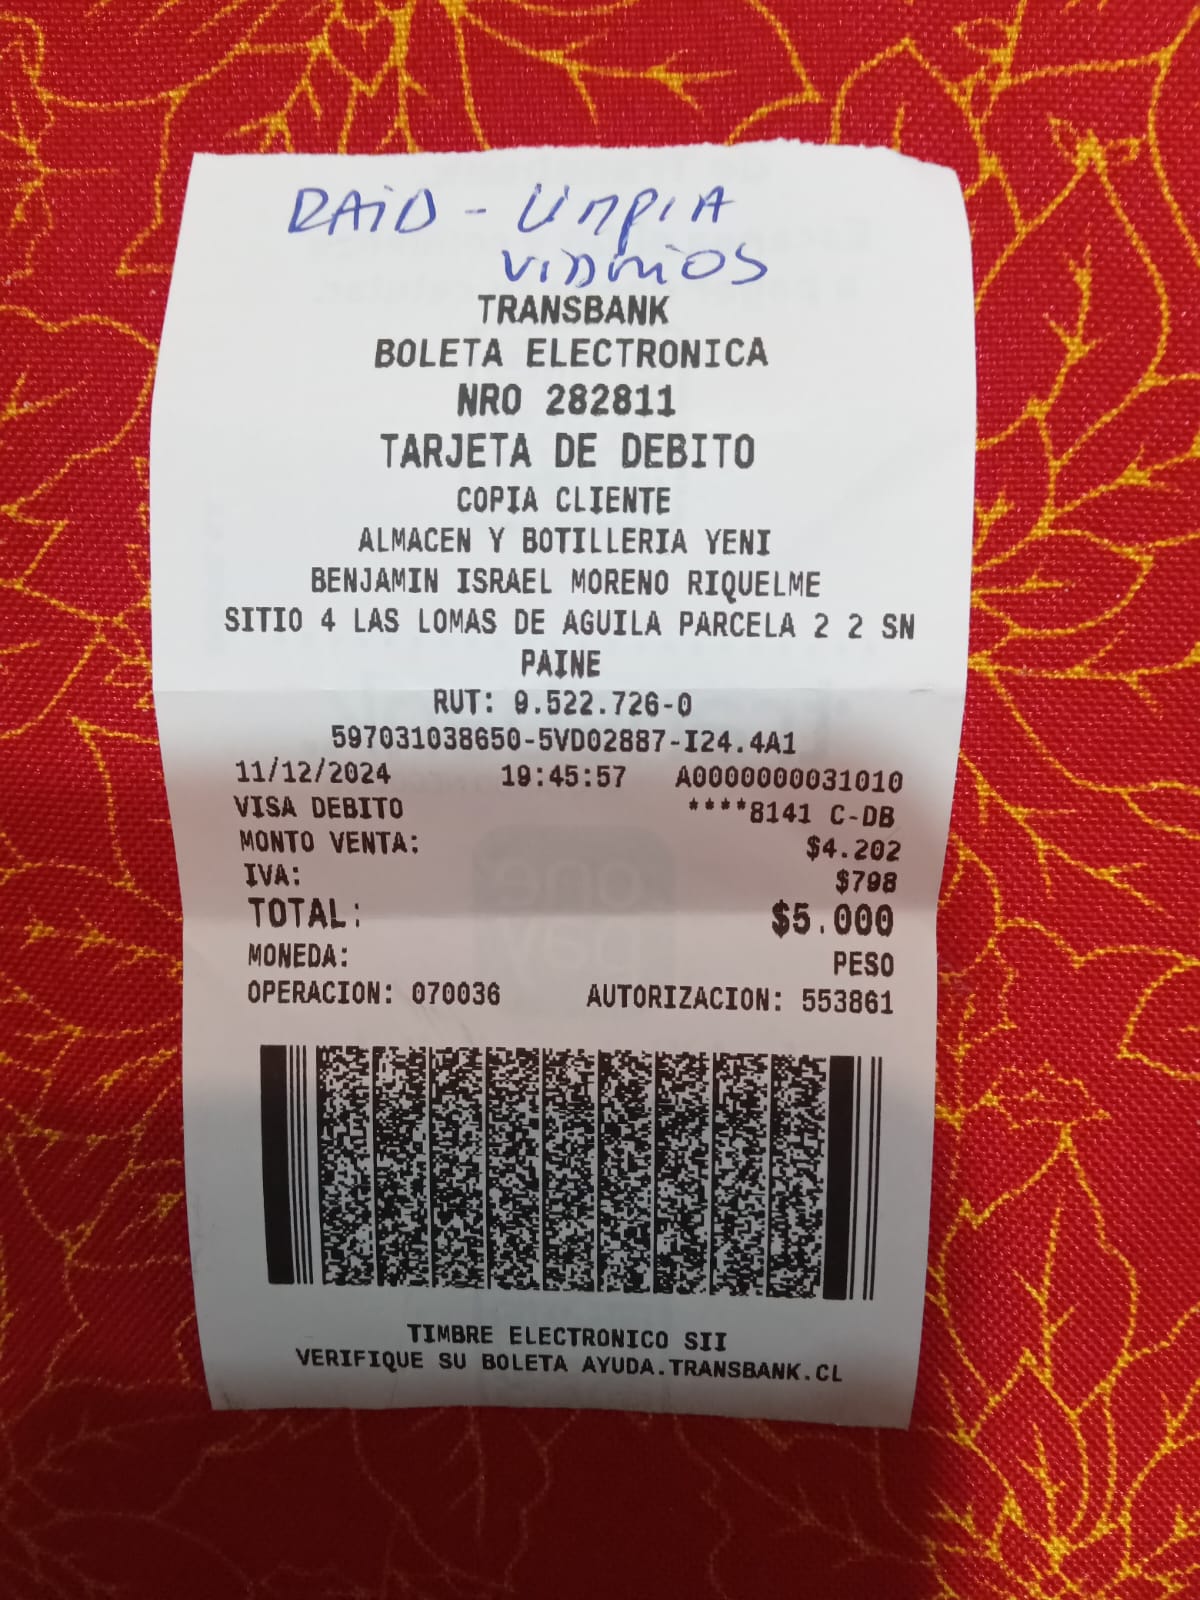 RAID - LIMPIA
VIDRIOS
TRANSBANK
BOLETA ELECTRONICA
NRO 282811
TARJETA DE DEBITO
COPIA CLIENTE
ALMACEN Y BOTILLERIA YENI
BENJAMIN ISRAEL MORENO RIQUELME
SITIO 4 LAS LOMAS DE AGUILA PARCELA 2 2 SN
PAINE
RUT: 9.522.726-0
597031038650-5VD02887-I24.4A1
11/12/2024 19:45:57 A0000000031010
VISA DEBITO ****8141 C-DB
MONTO VENTA: $4.202
IVA: $798
TOTAL: $5.000
MONEDA: PESO
OPERACION: 070036 AUTORIZACION: 553861
TIMBRE ELECTRONICO SII
VERIFIQUE SU BOLETA AYUDA.TRANSBANK.CL